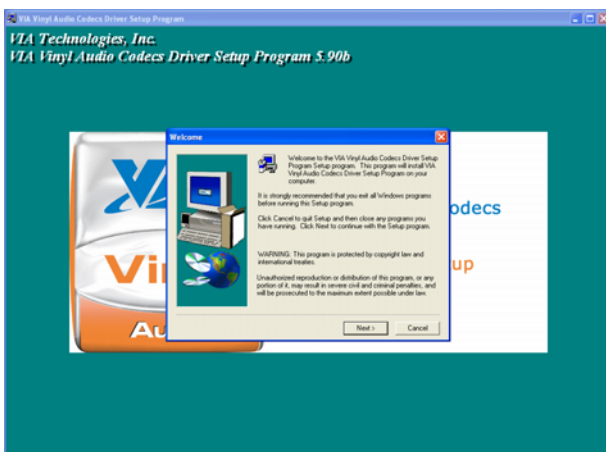 VIA Vinyl Audio Codecs Driver Setup Program
VIA Technologies, Inc.
VIA Vinyl Audio Codecs Driver Setup Program 5.90b
Welcome
Welcome to the VIA Vinyl Audio Codecs Driver Setup
Program Setup program. This program will install VIA
Vinyl Audio Codecs Driver Setup Program on your
computer.
It is strongly recommended that you exit all Windows programs
before running this Setup program.
Click Cancel to quit Setup and then close any programs you
have running. Click Next to continue with the Setup program.
WARNING: This program is protected by copyright law and
international treaties.
Unauthorized reproduction or distribution of this program, or any
portion of it, may result in severe civil and criminal penalties, and
will be prosecuted to the maximum extent possible under law.
Next >
Cancel
VIA
odecs
Vi
up
Au